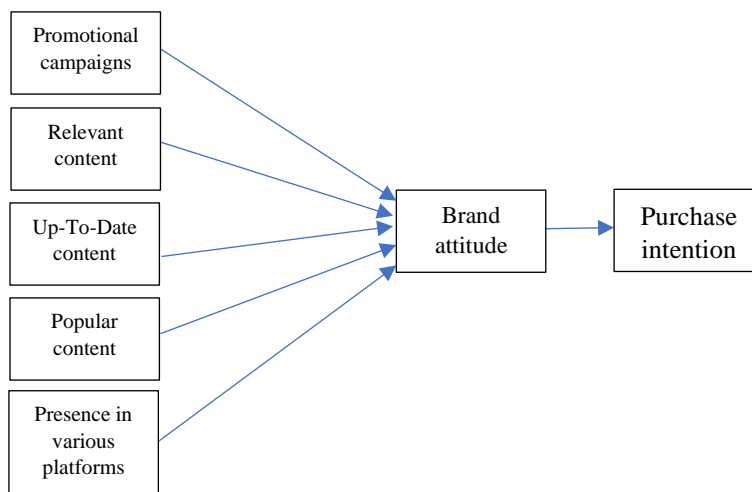 Promotional
campaigns
Relevant
content
Up-To-Date
content
Popular
content
Presence in
various
platforms
Brand
attitude
Purchase
intention